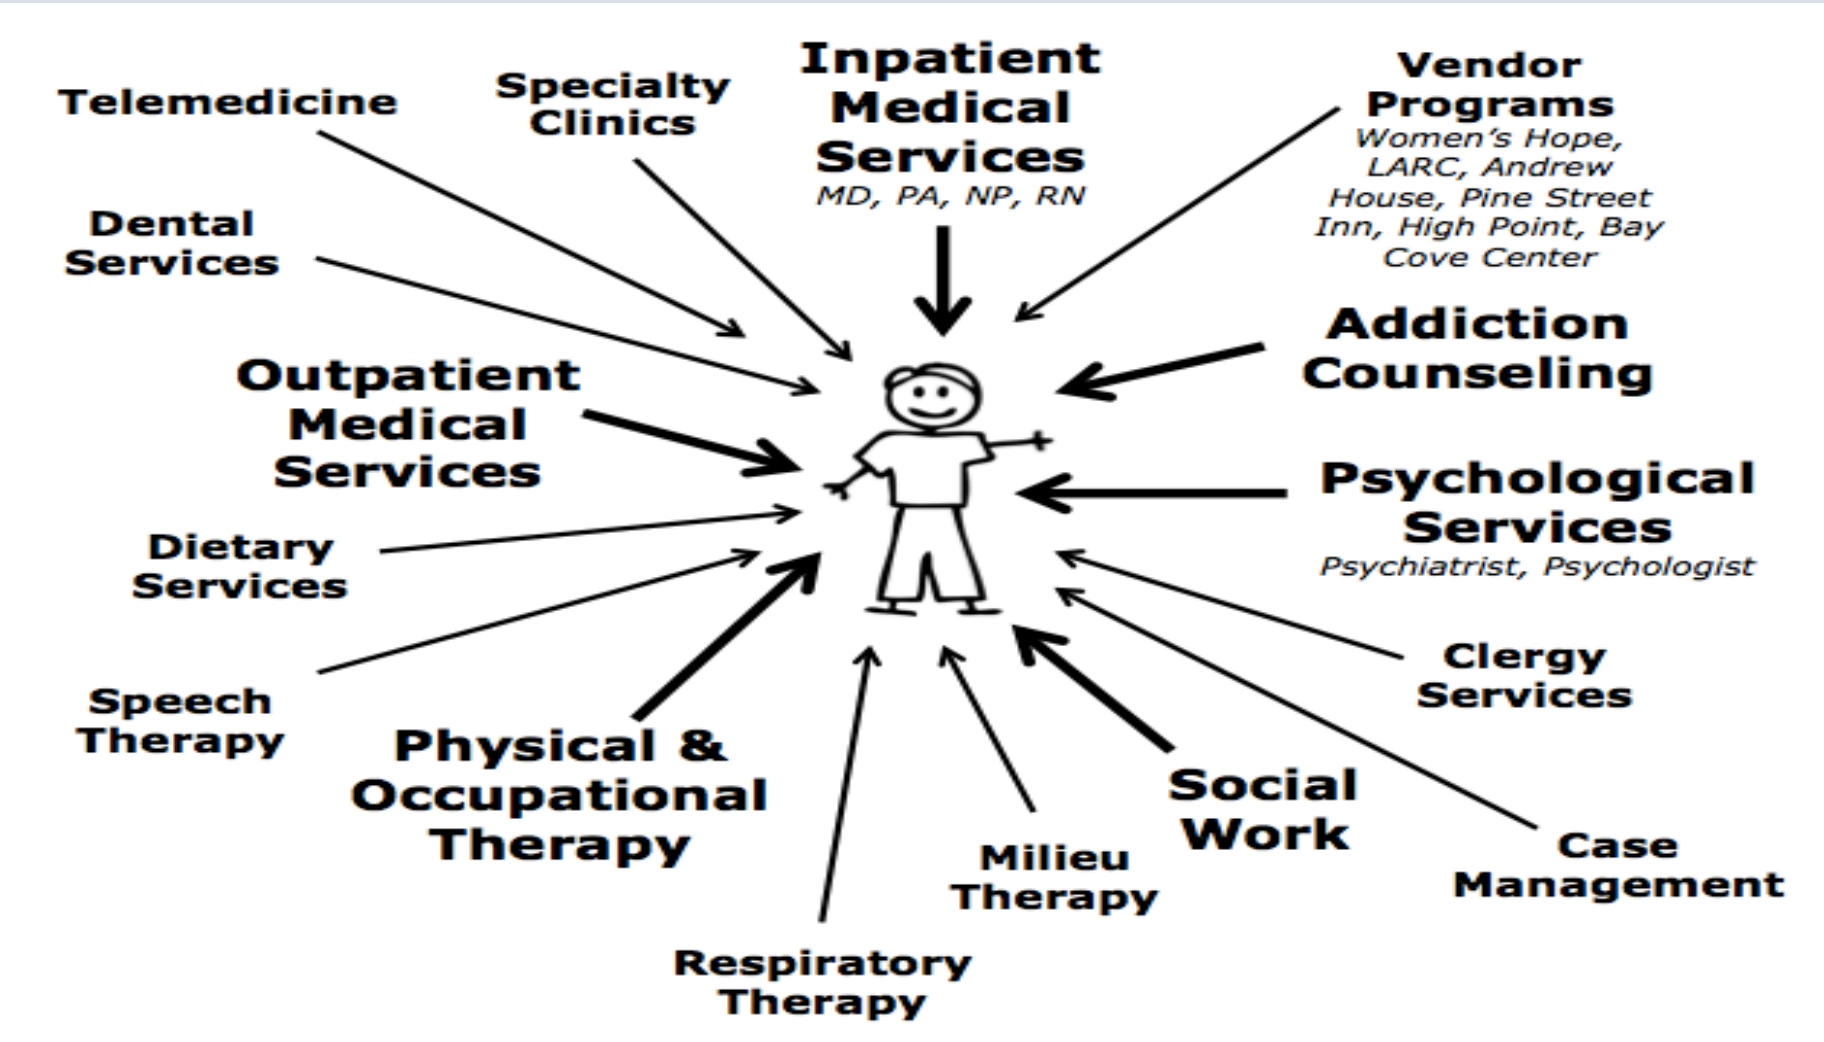 Telemedicine
Specialty
Clinics
Inpatient
Medical
Services
MD, PA, NP, RN
Vendor
Programs
Women's Hope,
LARC, Andrew
House, Pine Street
Inn, High Point, Bay
Cove Center
Dental
Services
Addiction
Counseling
Outpatient
Medical
Services
Psychological
Services
Psychiatrist, Psychologist
Dietary
Services
Clergy
Services
Speech
Therapy
Physical &
Occupational
Therapy
Social
Work
Case
Management
Milieu
Therapy
Respiratory
Therapy